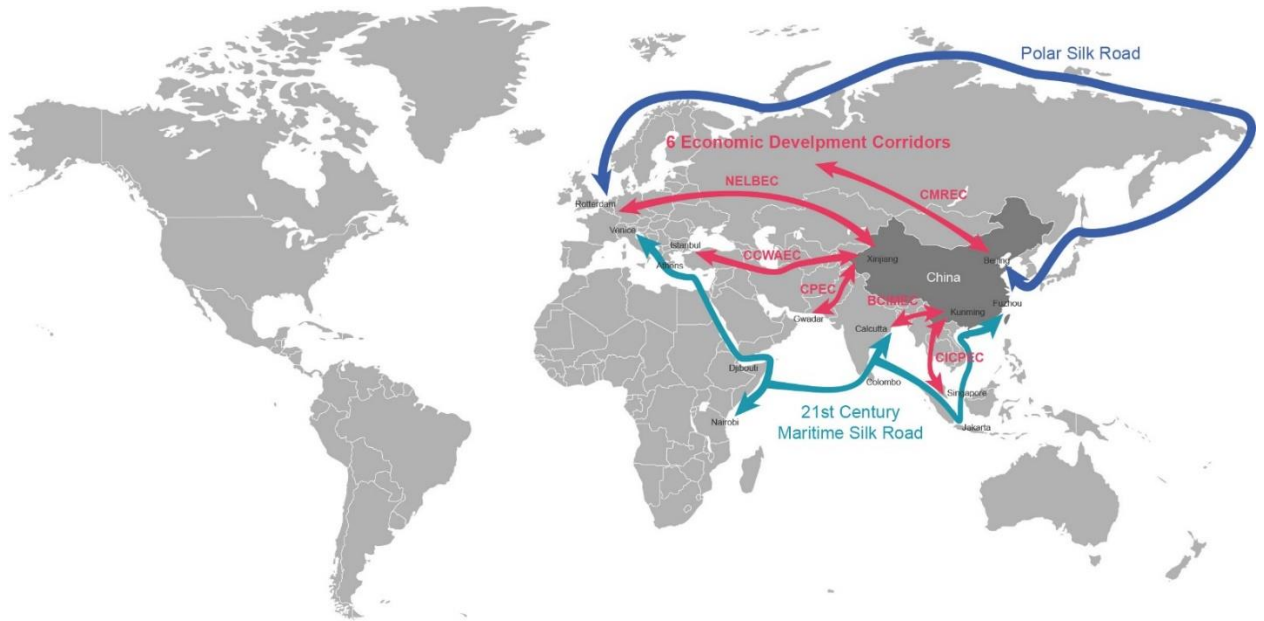 Polar Silk Road
6 Economic Develpment Corridors
NELBEC
CMREC
Rotterdam
Venice
Istanbul
CCWAEC
Xinjiang
Beijing
Athens
China
CPEC
BCIMEC
Fuzhou
Gwadar
Kunming
Calcutta
CICPEC
Djibouti
Colombo
Singapore
21st Century
Maritime Silk Road
Nairobi
Jakarta